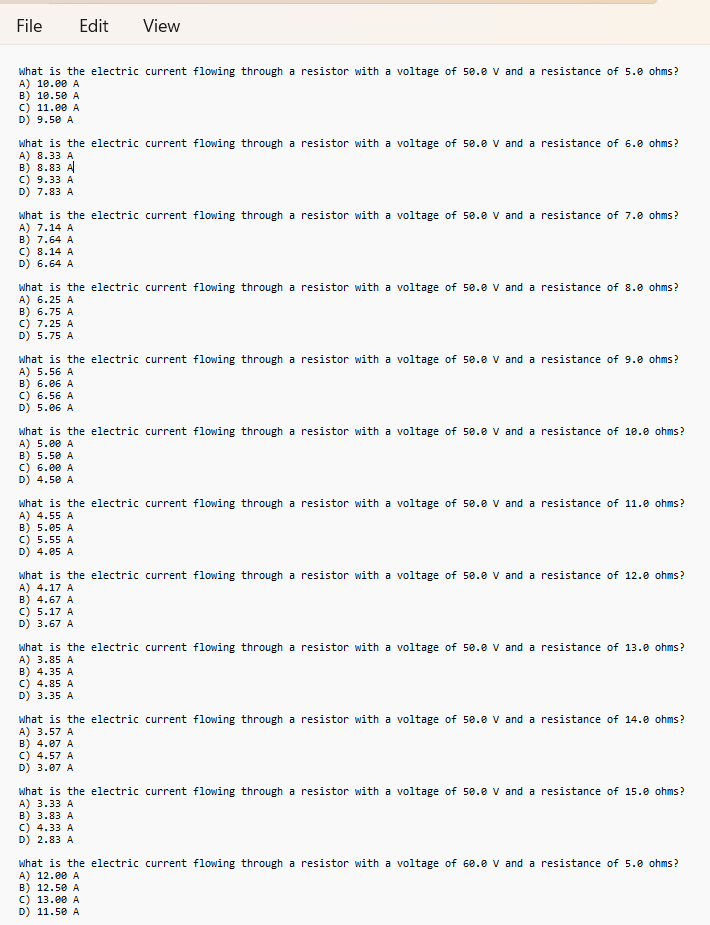 File Edit View
What is the electric current flowing through a resistor with a voltage of 50.0 V and a resistance of 5.0 ohms?
A) 10.00 A
B) 10.50 A
C) 11.00 A
D) 9.50 A
What is the electric current flowing through a resistor with a voltage of 50.0 V and a resistance of 6.0 ohms?
A) 8.33 A
B) 8.83 A
C) 9.33 A
D) 7.83 A
What is the electric current flowing through a resistor with a voltage of 50.0 V and a resistance of 7.0 ohms?
A) 7.14 A
B) 7.64 A
C) 8.14 A
D) 6.64 A
What is the electric current flowing through a resistor with a voltage of 50.0 V and a resistance of 8.0 ohms?
A) 6.25 A
B) 6.75 A
C) 7.25 A
D) 5.75 A
What is the electric current flowing through a resistor with a voltage of 50.0 V and a resistance of 9.0 ohms?
A) 5.56 A
B) 6.06 A
C) 6.56 A
D) 5.06 A
What is the electric current flowing through a resistor with a voltage of 50.0 V and a resistance of 10.0 ohms?
A) 5.00 A
B) 5.50 A
C) 6.00 A
D) 4.50 A
What is the electric current flowing through a resistor with a voltage of 50.0 V and a resistance of 11.0 ohms?
A) 4.55 A
B) 5.05 A
C) 5.55 A
D) 4.05 A
What is the electric current flowing through a resistor with a voltage of 50.0 V and a resistance of 12.0 ohms?
A) 4.17 A
B) 4.67 A
C) 5.17 A
D) 3.67 A
What is the electric current flowing through a resistor with a voltage of 50.0 V and a resistance of 13.0 ohms?
A) 3.85 A
B) 4.35 A
C) 4.85 A
D) 3.35 A
What is the electric current flowing through a resistor with a voltage of 50.0 V and a resistance of 14.0 ohms?
A) 3.57 A
B) 4.07 A
C) 4.57 A
D) 3.07 A
What is the electric current flowing through a resistor with a voltage of 50.0 V and a resistance of 15.0 ohms?
A) 3.33 A
B) 3.83 A
C) 4.33 A
D) 2.83 A
What is the electric current flowing through a resistor with a voltage of 60.0 V and a resistance of 5.0 ohms?
A) 12.00 A
B) 12.50 A
C) 13.00 A
D) 11.50 A